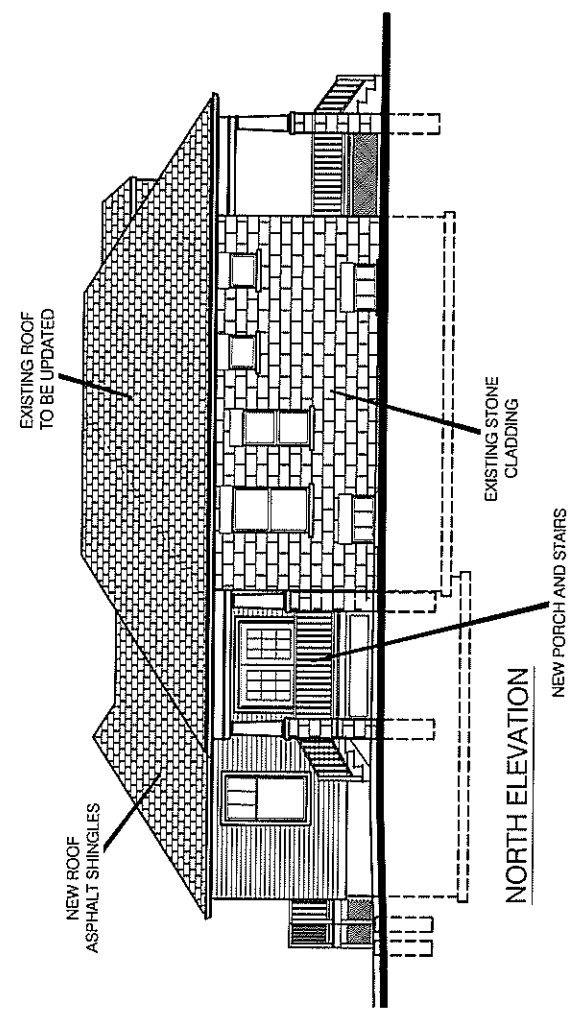 NEW ROOF
ASPHALT SHINGLES
EXISTING ROOF
TO BE UPDATED
NORTH ELEVATION
NEW PORCH AND STAIRS
EXISTING STONE
CLADDING